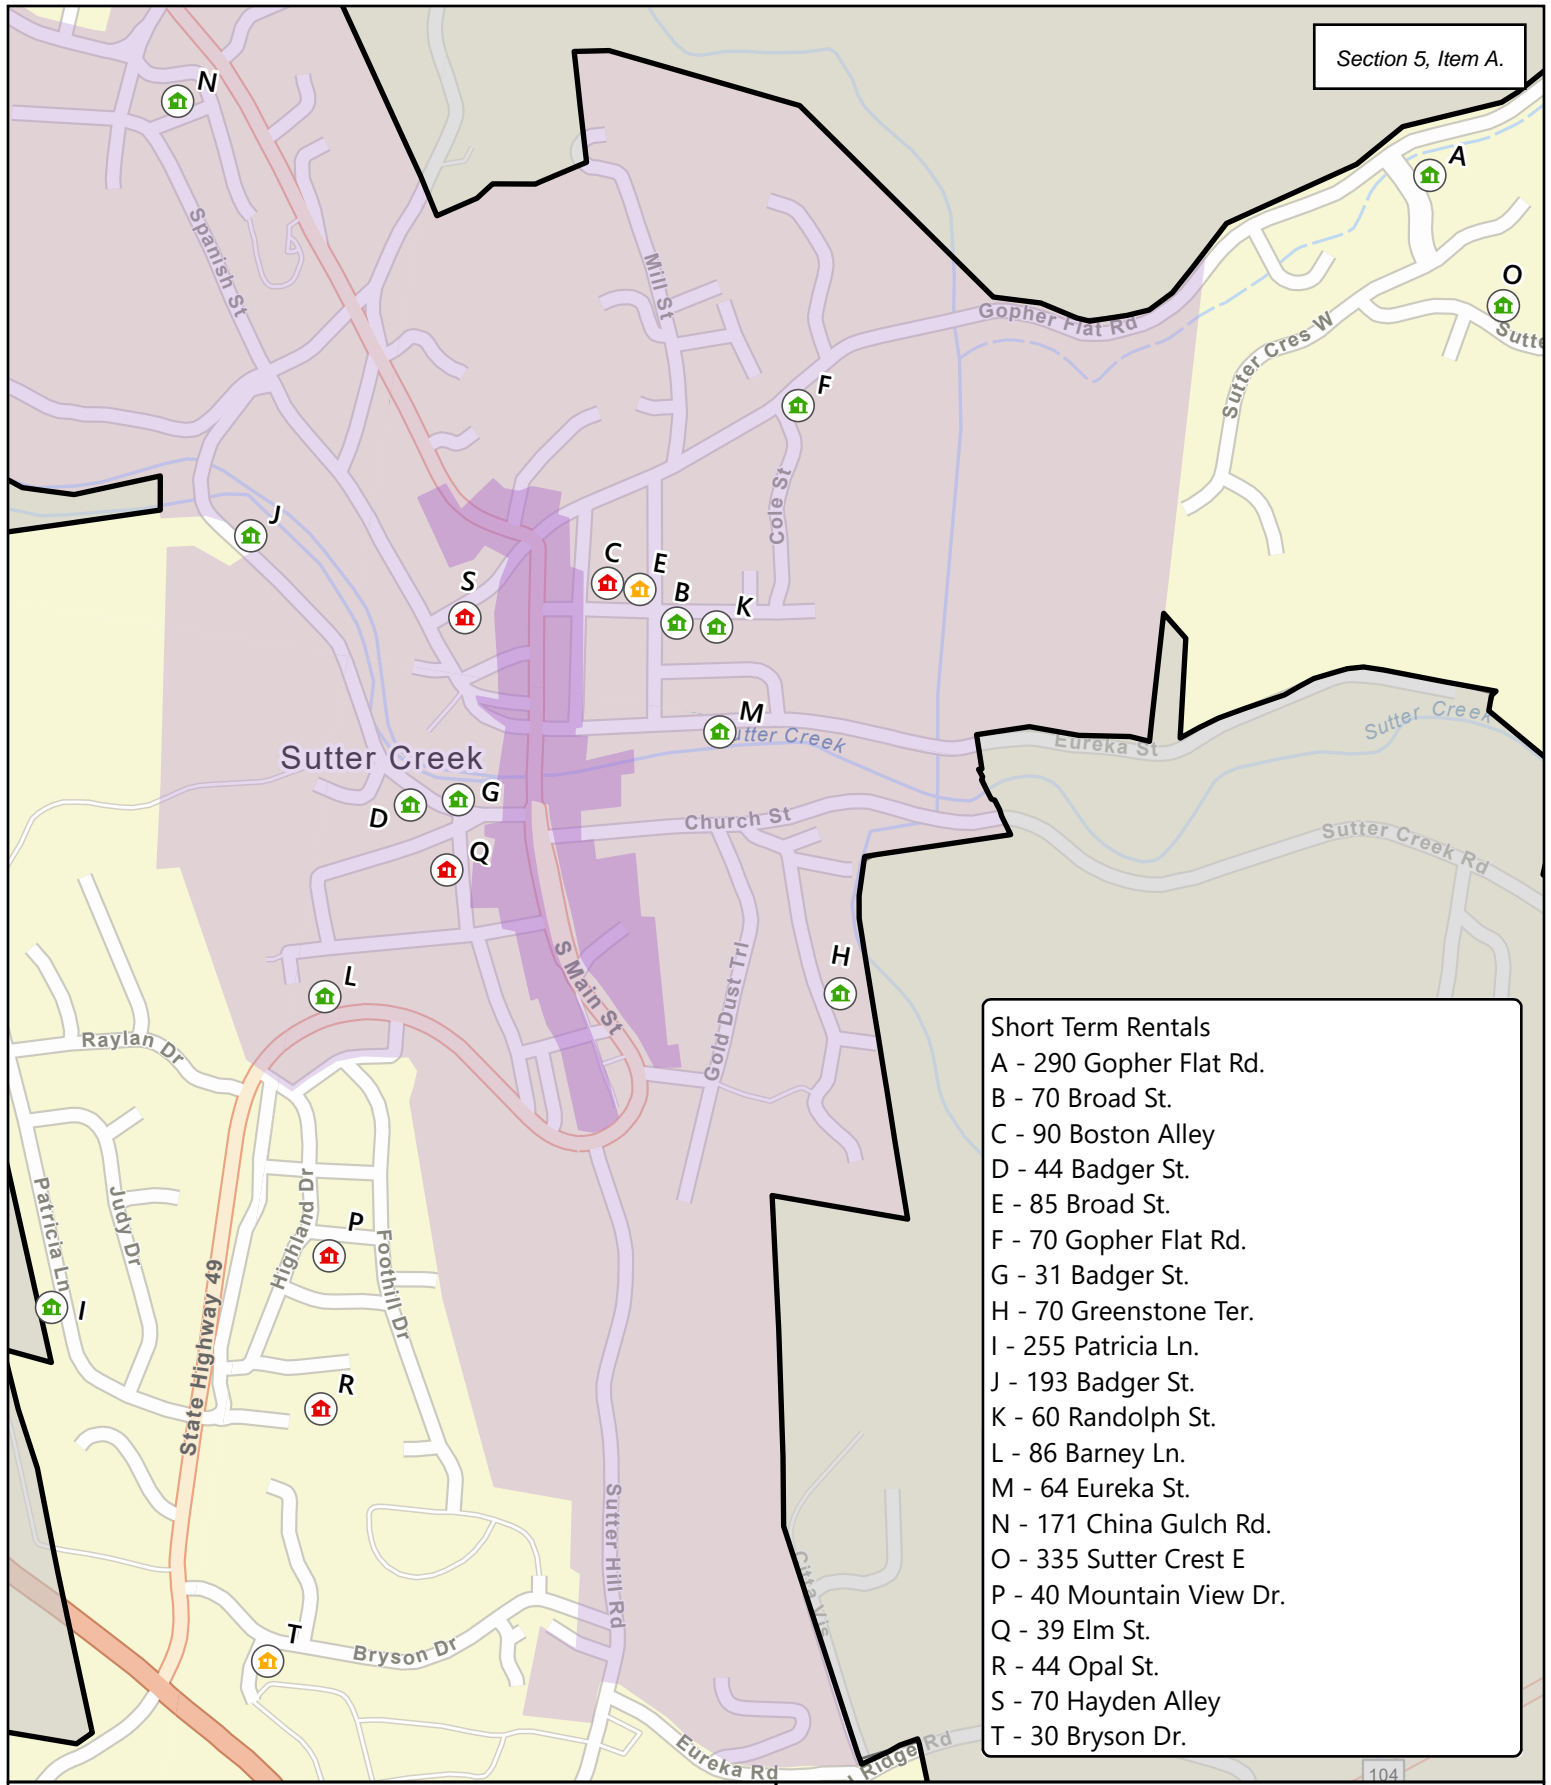 Section 5, Item A.
N
A
Spanish St
Mill St
O
Gopher Flat Rd
Sutter Cres W
Sutte
F
Cole St
J
C
E
S
B
K
M
utter Creek
Sutter Creek
Eureka St
Sutter Creek
G
D
Church St
Sutter Creek Rd
Q
S Main St
Gold Dust Trl
H
L
Raylan Dr
Patricia Ln
Judy Dr
Highland Dr
P
Foothill Dr
State Highway 49
I
R
Sutter Hill Rd
Citta Vis
T
Bryson Dr
Eureka Rd
Ridge Rd
104
Short Term Rentals
A - 290 Gopher Flat Rd.
B - 70 Broad St.
C - 90 Boston Alley
D - 44 Badger St.
E - 85 Broad St.
F - 70 Gopher Flat Rd.
G - 31 Badger St.
H - 70 Greenstone Ter.
I - 255 Patricia Ln.
J - 193 Badger St.
K - 60 Randolph St.
L - 86 Barney Ln.
M - 64 Eureka St.
N - 171 China Gulch Rd.
O - 335 Sutter Crest E
P - 40 Mountain View Dr.
Q - 39 Elm St.
R - 44 Opal St.
S - 70 Hayden Alley
T - 30 Bryson Dr.